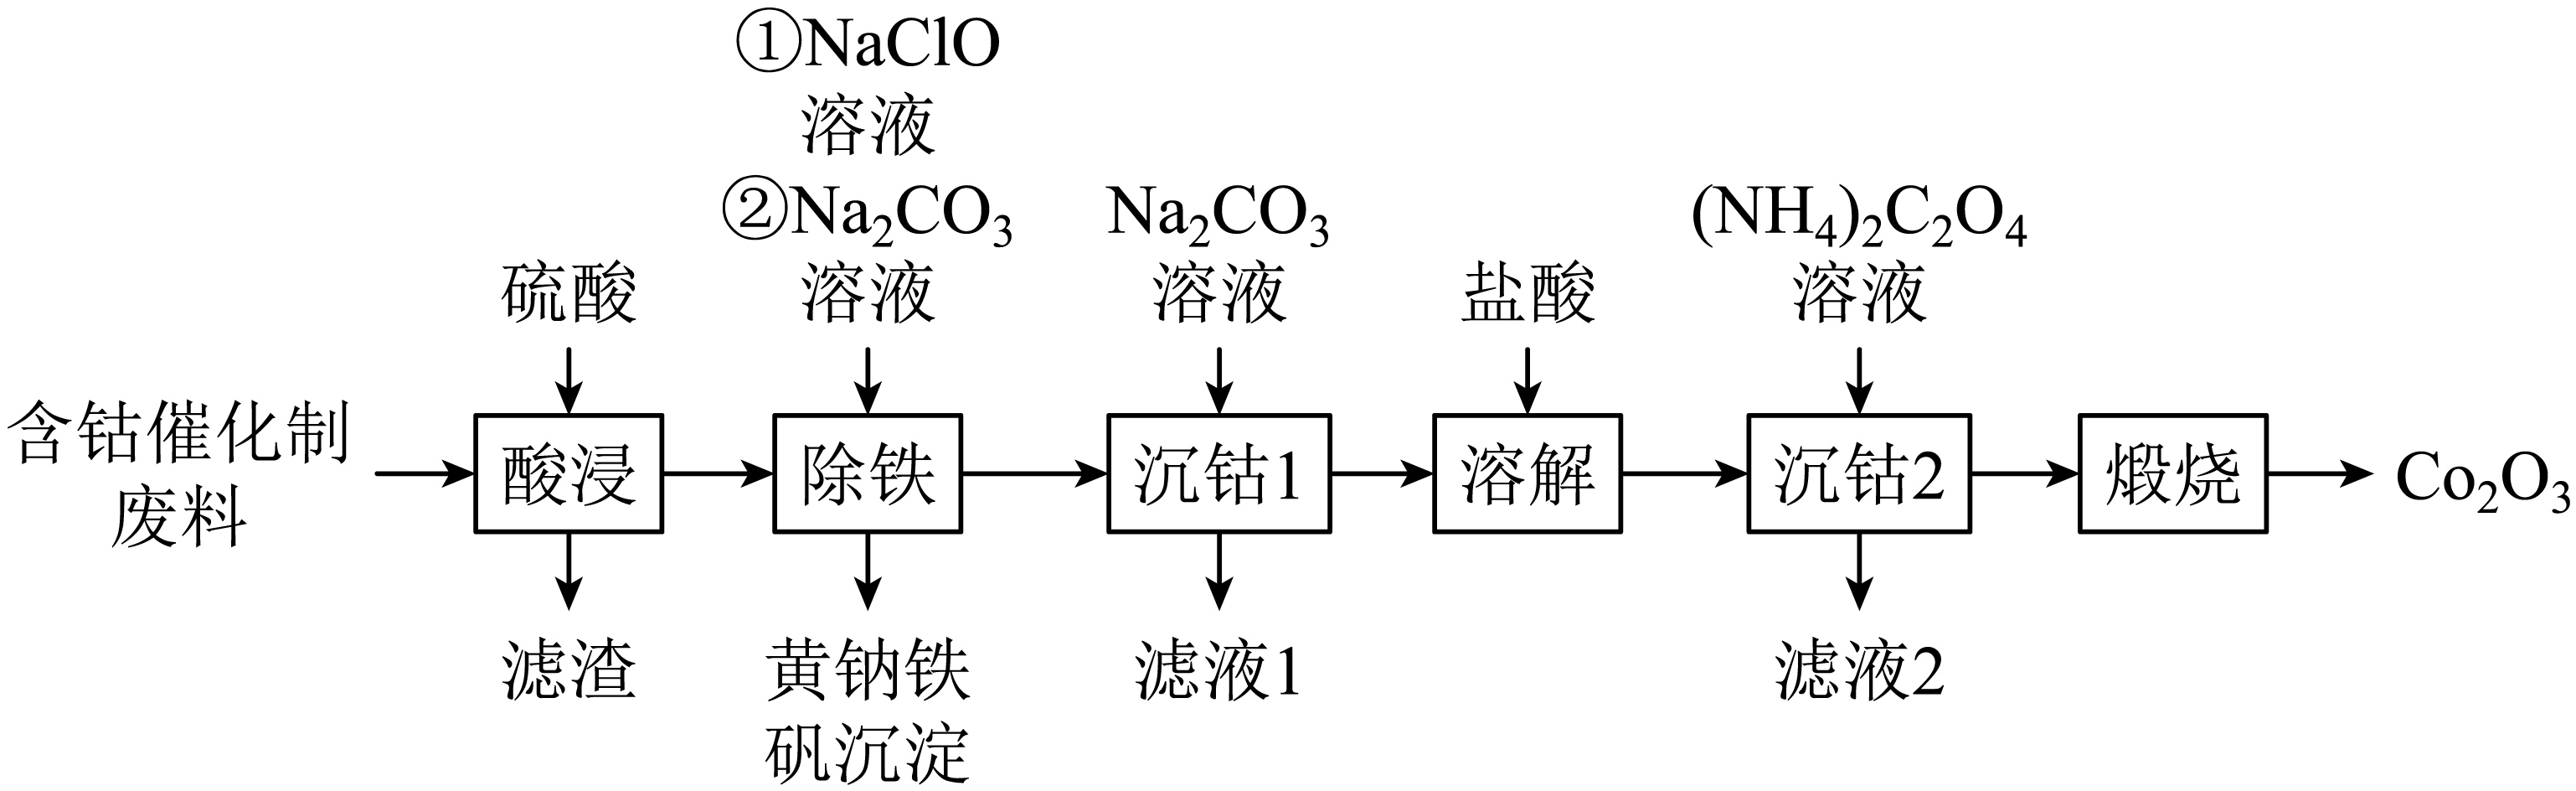 ①NaClO
溶液
②Na₂CO₃
溶液
Na₂CO₃
溶液
(NH₄)₂C₂O₄
溶液
硫酸
盐酸
含钴催化制
废料
酸浸
除铁
沉钴1
溶解
沉钴2
煅烧
Co₂O₃
滤渣
黄钠铁
矾沉淀
滤液1
滤液2